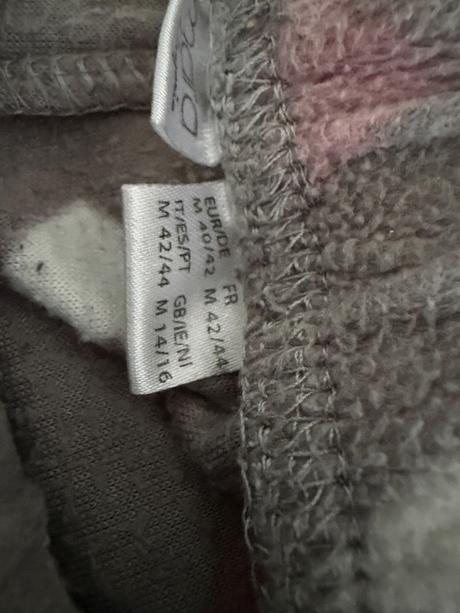 EUR/DE FR
M 40/42 M 42/44
IT/ES/PT GB/IE/NI
M 42/44 M 14/16